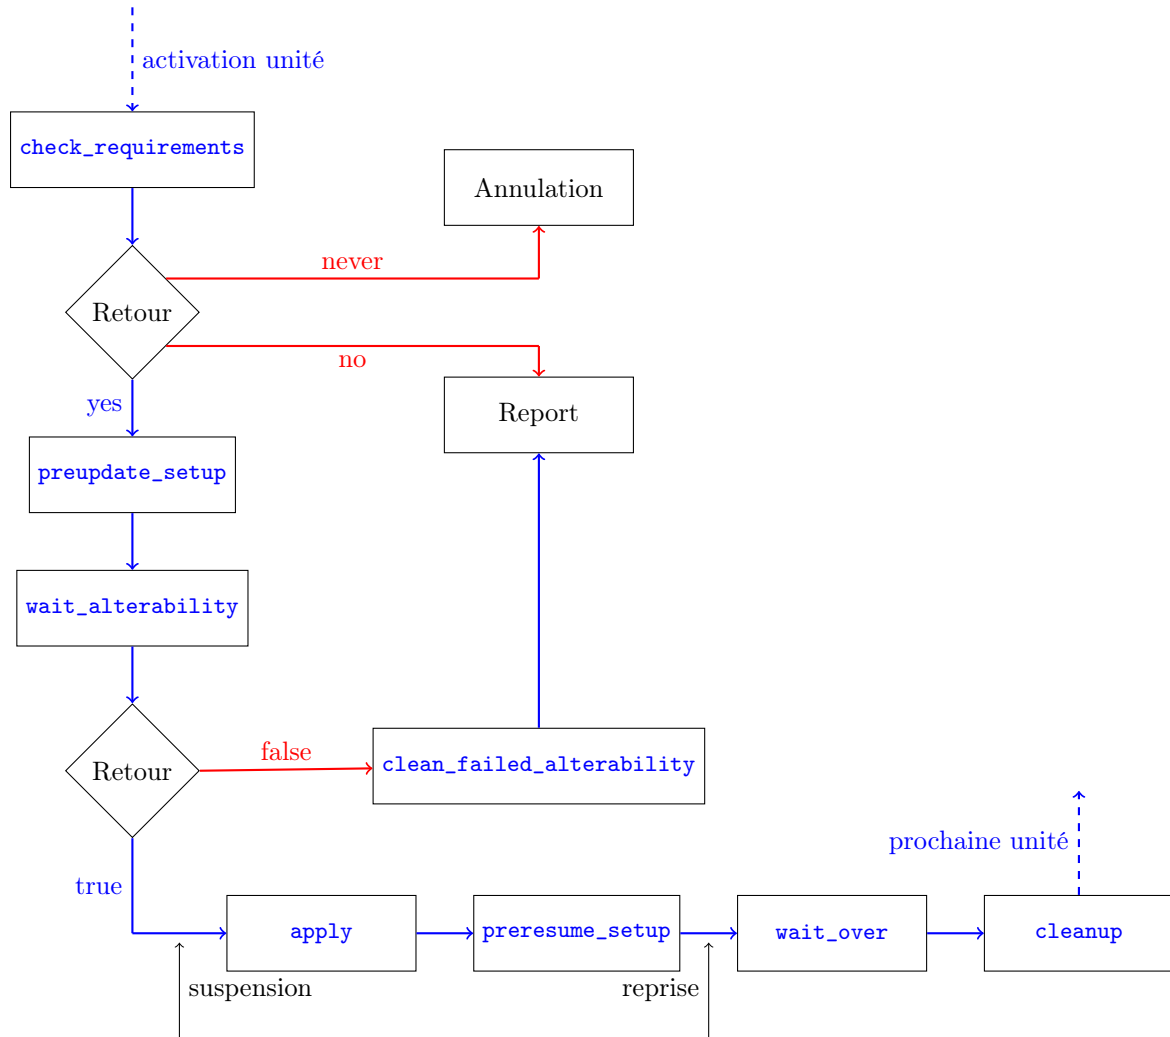 activation unité
check_requirements
Annulation
never
Retour
no
yes
Report
preupdate_setup
wait_alterability
Retour
false
clean_failed_alterability
prochaine unité
true
apply
preresume_setup
wait_over
cleanup
suspension
reprise